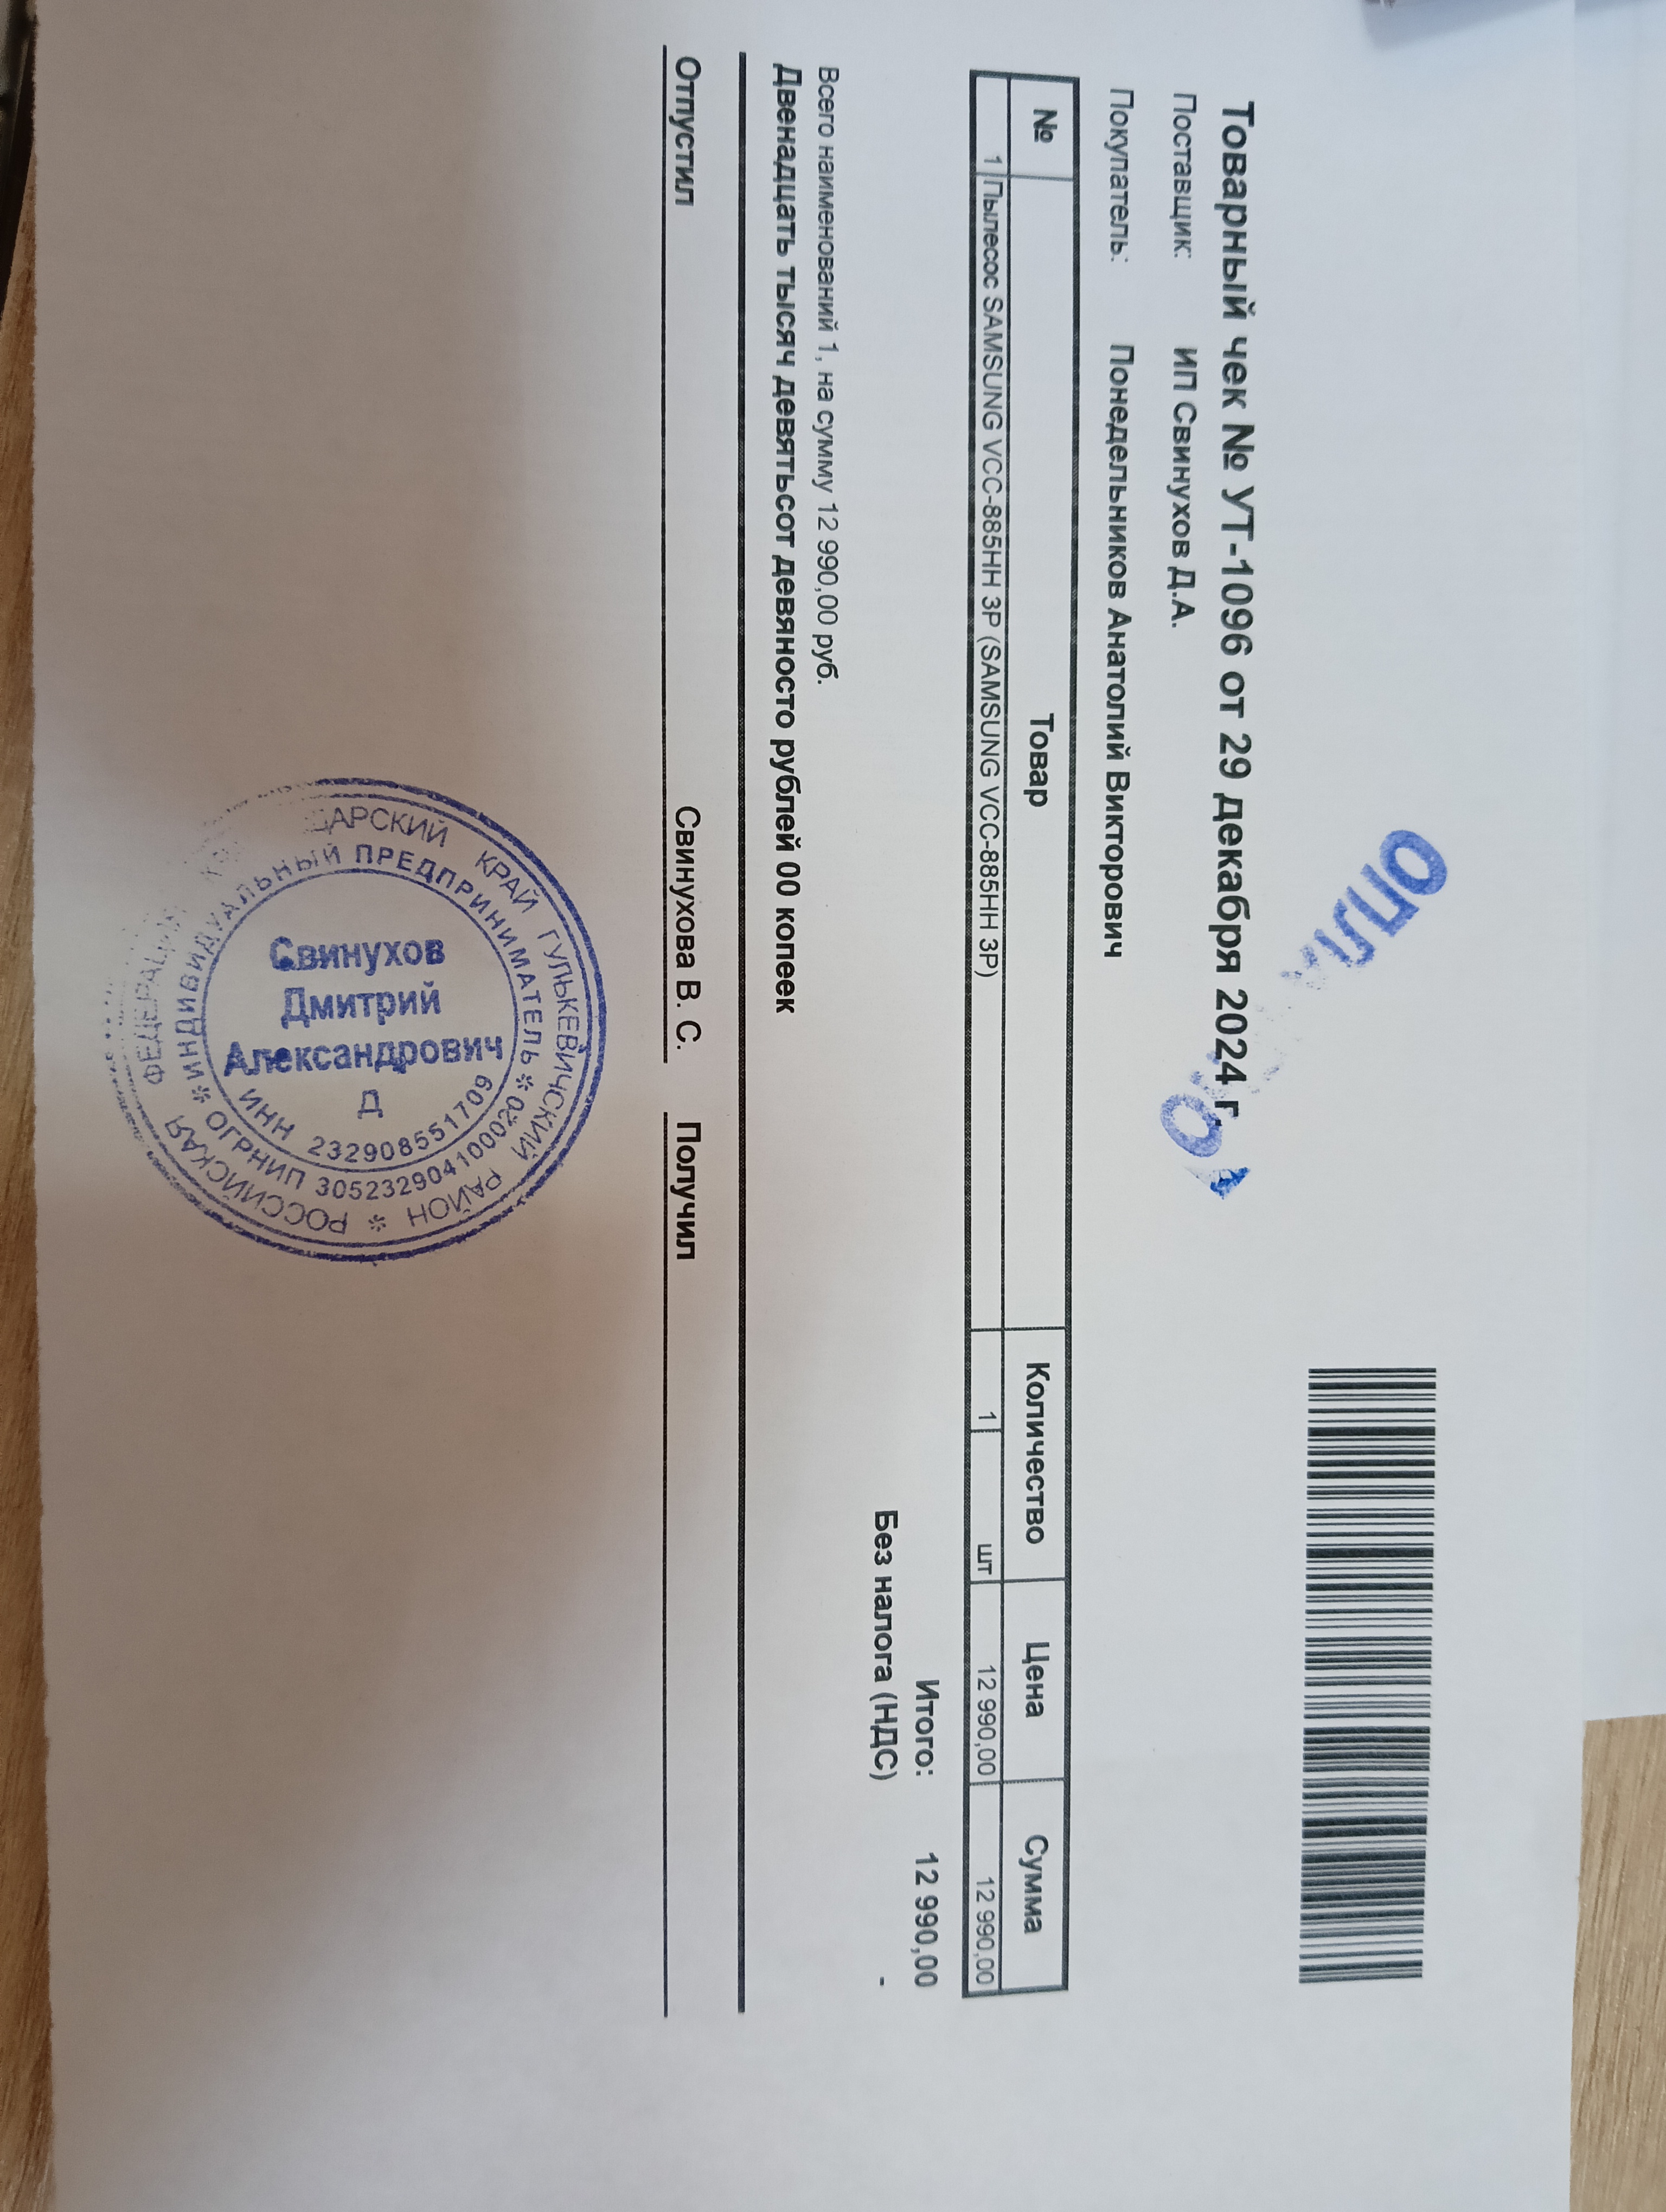 ОПЛ
Товарный чек № УТ-1096 от 29 декабря 2024 г.
Поставщик: ИП Свинухов Д.А.
Покупатель: Понедельников Анатолий Викторович
№ Товар Количество Цена Сумма
1 Пылесос SAMSUNG VCC-885HH 3P (SAMSUNG VCC-885HH 3P) 1 шт 12 990,00 12 990,00
Итого: 12 990,00
Без налога (НДС) -
Всего наименований 1, на сумму 12 990,00 руб.
Двенадцать тысяч девятьсот девяносто рублей 00 копеек
Отпустил Свинухова В. С. Получил
ДАРСКИЙ КРАЙ ГУЛЬКЕВИЧСКИЙ РАЙОН * РОССИЙСКАЯ ФЕДЕРАЦИЯ
ИНДИВИДУАЛЬНЫЙ ПРЕДПРИНИМАТЕЛЬ *
ОГРНИП 305232904100020 *
Свинухов
Дмитрий
Александрович
Д
ИНН 232908551709